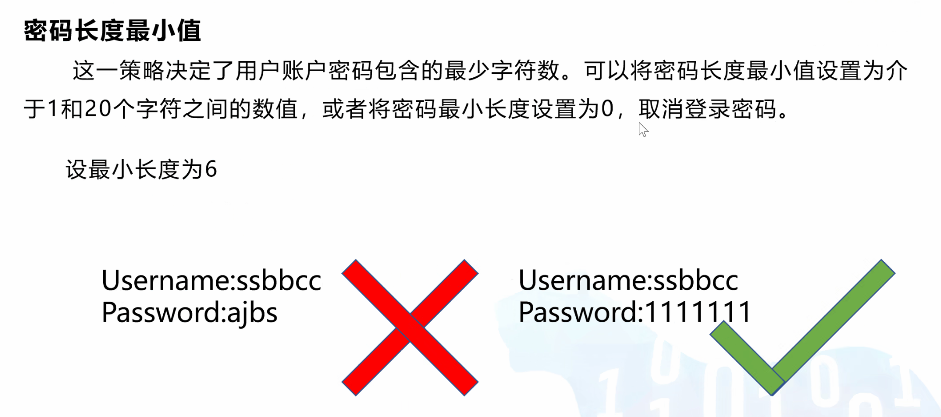 密码长度最小值
这一策略决定了用户账户密码包含的最少字符数。可以将密码长度最小值设置为介
于1和20个字符之间的数值，或者将密码最小长度设置为0，取消登录密码。
设最小长度为6
Username:ssbbcc
Password:ajbs
Username:ssbbcc
Password:1111111